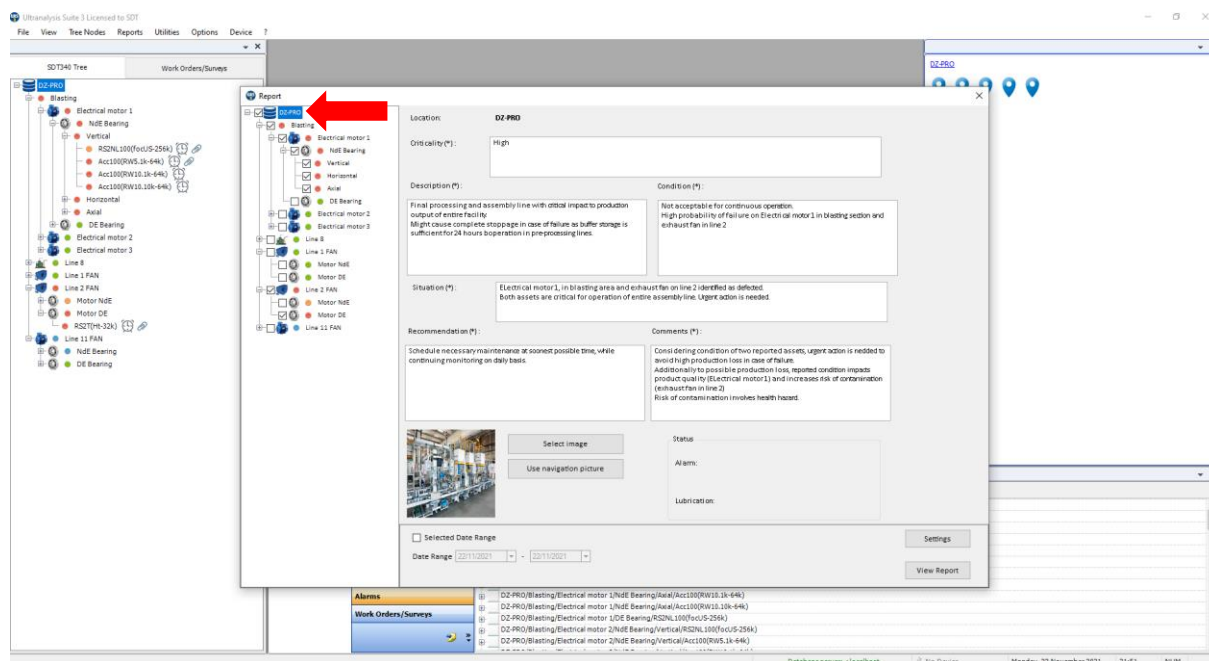 Ultranalysis Suite 3 Licensed to SDT
File View Tree Nodes Reports Utilities Options Device ?
SDT340 Tree Work Orders/Surveys
DZ-PRO
Blasting
Electrical motor 1
NdE Bearing
Vertical
RS2NL100(focUS-256k)
Acc100(RW5.1k-64k)
Acc100(RW10.1k-64k)
Acc100(RW10.10k-64k)
Horizontal
Axial
DE Bearing
Electrical motor 2
Electrical motor 3
Line 8
Line 1 FAN
Line 2 FAN
Motor NdE
Motor DE
RS2T(Ht-32k)
Line 11 FAN
NdE Bearing
DE Bearing
DZ-PRO
Report
DZ-PRO
Blasting
Electrical motor 1
NdE Bearing
Vertical
Horizontal
Axial
DE Bearing
Electrical motor 2
Electrical motor 3
Line 8
Line 1 FAN
Motor NdE
Motor DE
Line 2 FAN
Motor NdE
Motor DE
Line 11 FAN
Location: DZ-PRO
Criticality(*) : High
Description (*) :
Final processing and assembly line with critical impact to production
output of entire facility
Might cause complete stoppage in case of failure as buffer storage is
sufficient for 24 hours boperation in preprocessing lines.
Condition (*) :
Not acceptable for continuous operation.
High probability of failure on Electrical motor1 in blasting section and
exhaust fan in line 2
Situation (*) :
ELectrical motor1, in blasting area and exhaust fan on line 2 identified as defected.
Both assets are critical for operation of entire assembly line. Urgent action is needed.
Recommendation (*) :
Schedule necessary maintenance at soonest possible time, while
continuing monitoring on daily basis.
Comments (*) :
Considering condition of two reported assets, urgent action is nedded to
avoid high production loss in case of failure.
Additionally to possible production loss, reported condition impacts
product quality (ELectrical motor1) and increases risk of contamination
(exhaust fan in line 2)
Risk of contamination involves health hazard.
Select image
Use navigation picture
Status
Alarm:
Lubrication:
Selected Date Range
Date Range 22/11/2021 - 22/11/2021
Settings
View Report
Alarms
Work Orders/Surveys
DZ-PRO/Blasting/Electrical motor 1/NdE Bearing/Axial/Acc100(RW10.1k-64k)
DZ-PRO/Blasting/Electrical motor 1/NdE Bearing/Axial/Acc100(RW10.10k-64k)
DZ-PRO/Blasting/Electrical motor 1/DE Bearing/RS2NL100(focUS-256k)
DZ-PRO/Blasting/Electrical motor 2/NdE Bearing/Vertical/RS2NL100(focUS-256k)
DZ-PRO/Blasting/Electrical motor 2/NdE Bearing/Vertical/Acc100(RW5.1k-64k)